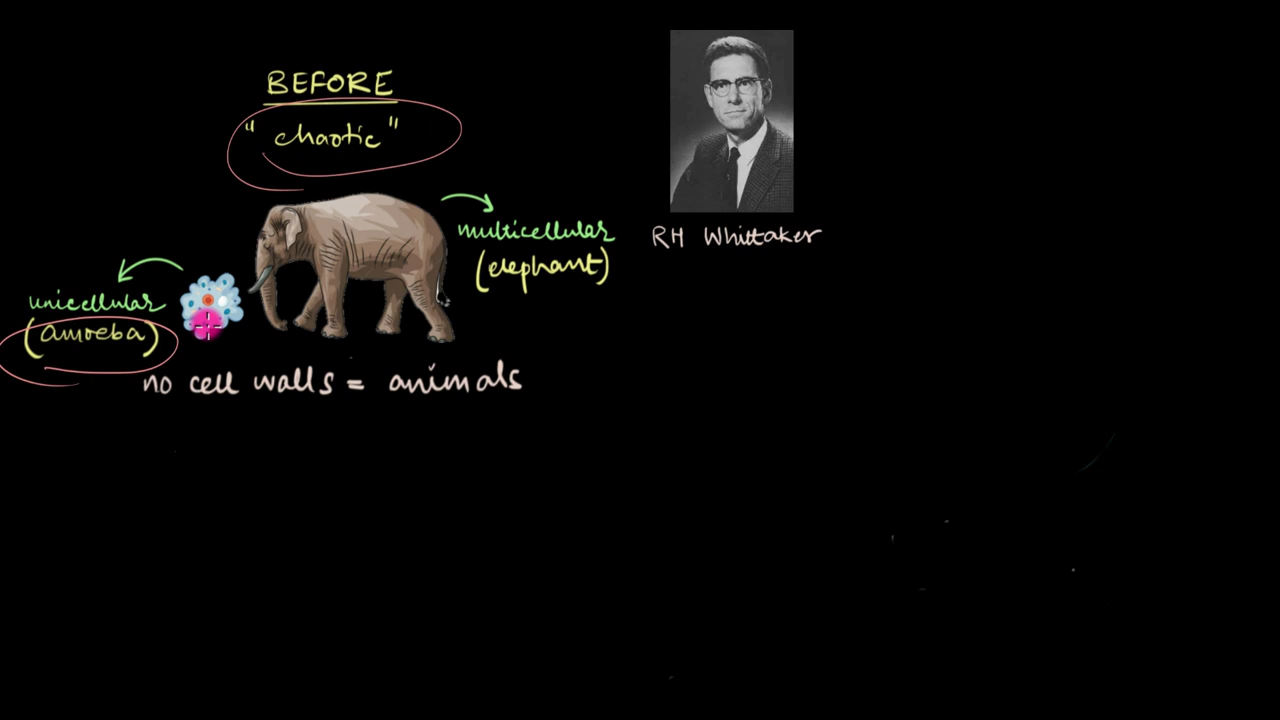 BEFORE
"chaotic"
multicellular
(elephant)
RH Whittaker
unicellular
(amoeba)
no cell walls = animals